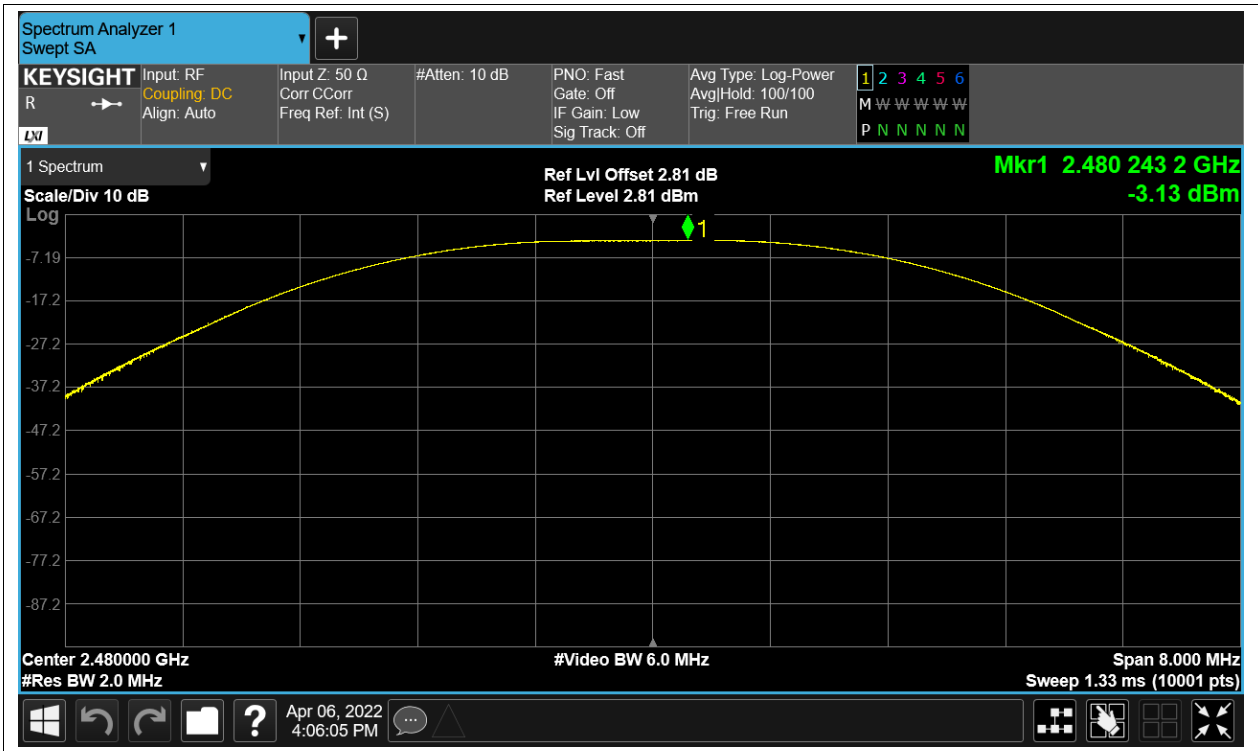 Spectrum Analyzer 1
Swept SA
+
KEYSIGHT
R
LXI
Input: RF
Coupling: DC
Align: Auto
Input Z: 50 Ω
Corr CCorr
Freq Ref: Int (S)
#Atten: 10 dB
PNO: Fast
Gate: Off
IF Gain: Low
Sig Track: Off
Avg Type: Log-Power
Avg|Hold: 100/100
Trig: Free Run
1 2 3 4 5 6
M W W W W W
P N N N N N
1 Spectrum
Scale/Div 10 dB
Log
Ref Lvl Offset 2.81 dB
Ref Level 2.81 dBm
Mkr1 2.480 243 2 GHz
-3.13 dBm
1
-7.19
-17.2
-27.2
-37.2
-47.2
-57.2
-67.2
-77.2
-87.2
Center 2.480000 GHz
#Res BW 2.0 MHz
#Video BW 6.0 MHz
Span 8.000 MHz
Sweep 1.33 ms (10001 pts)
?
Apr 06, 2022
4:06:05 PM